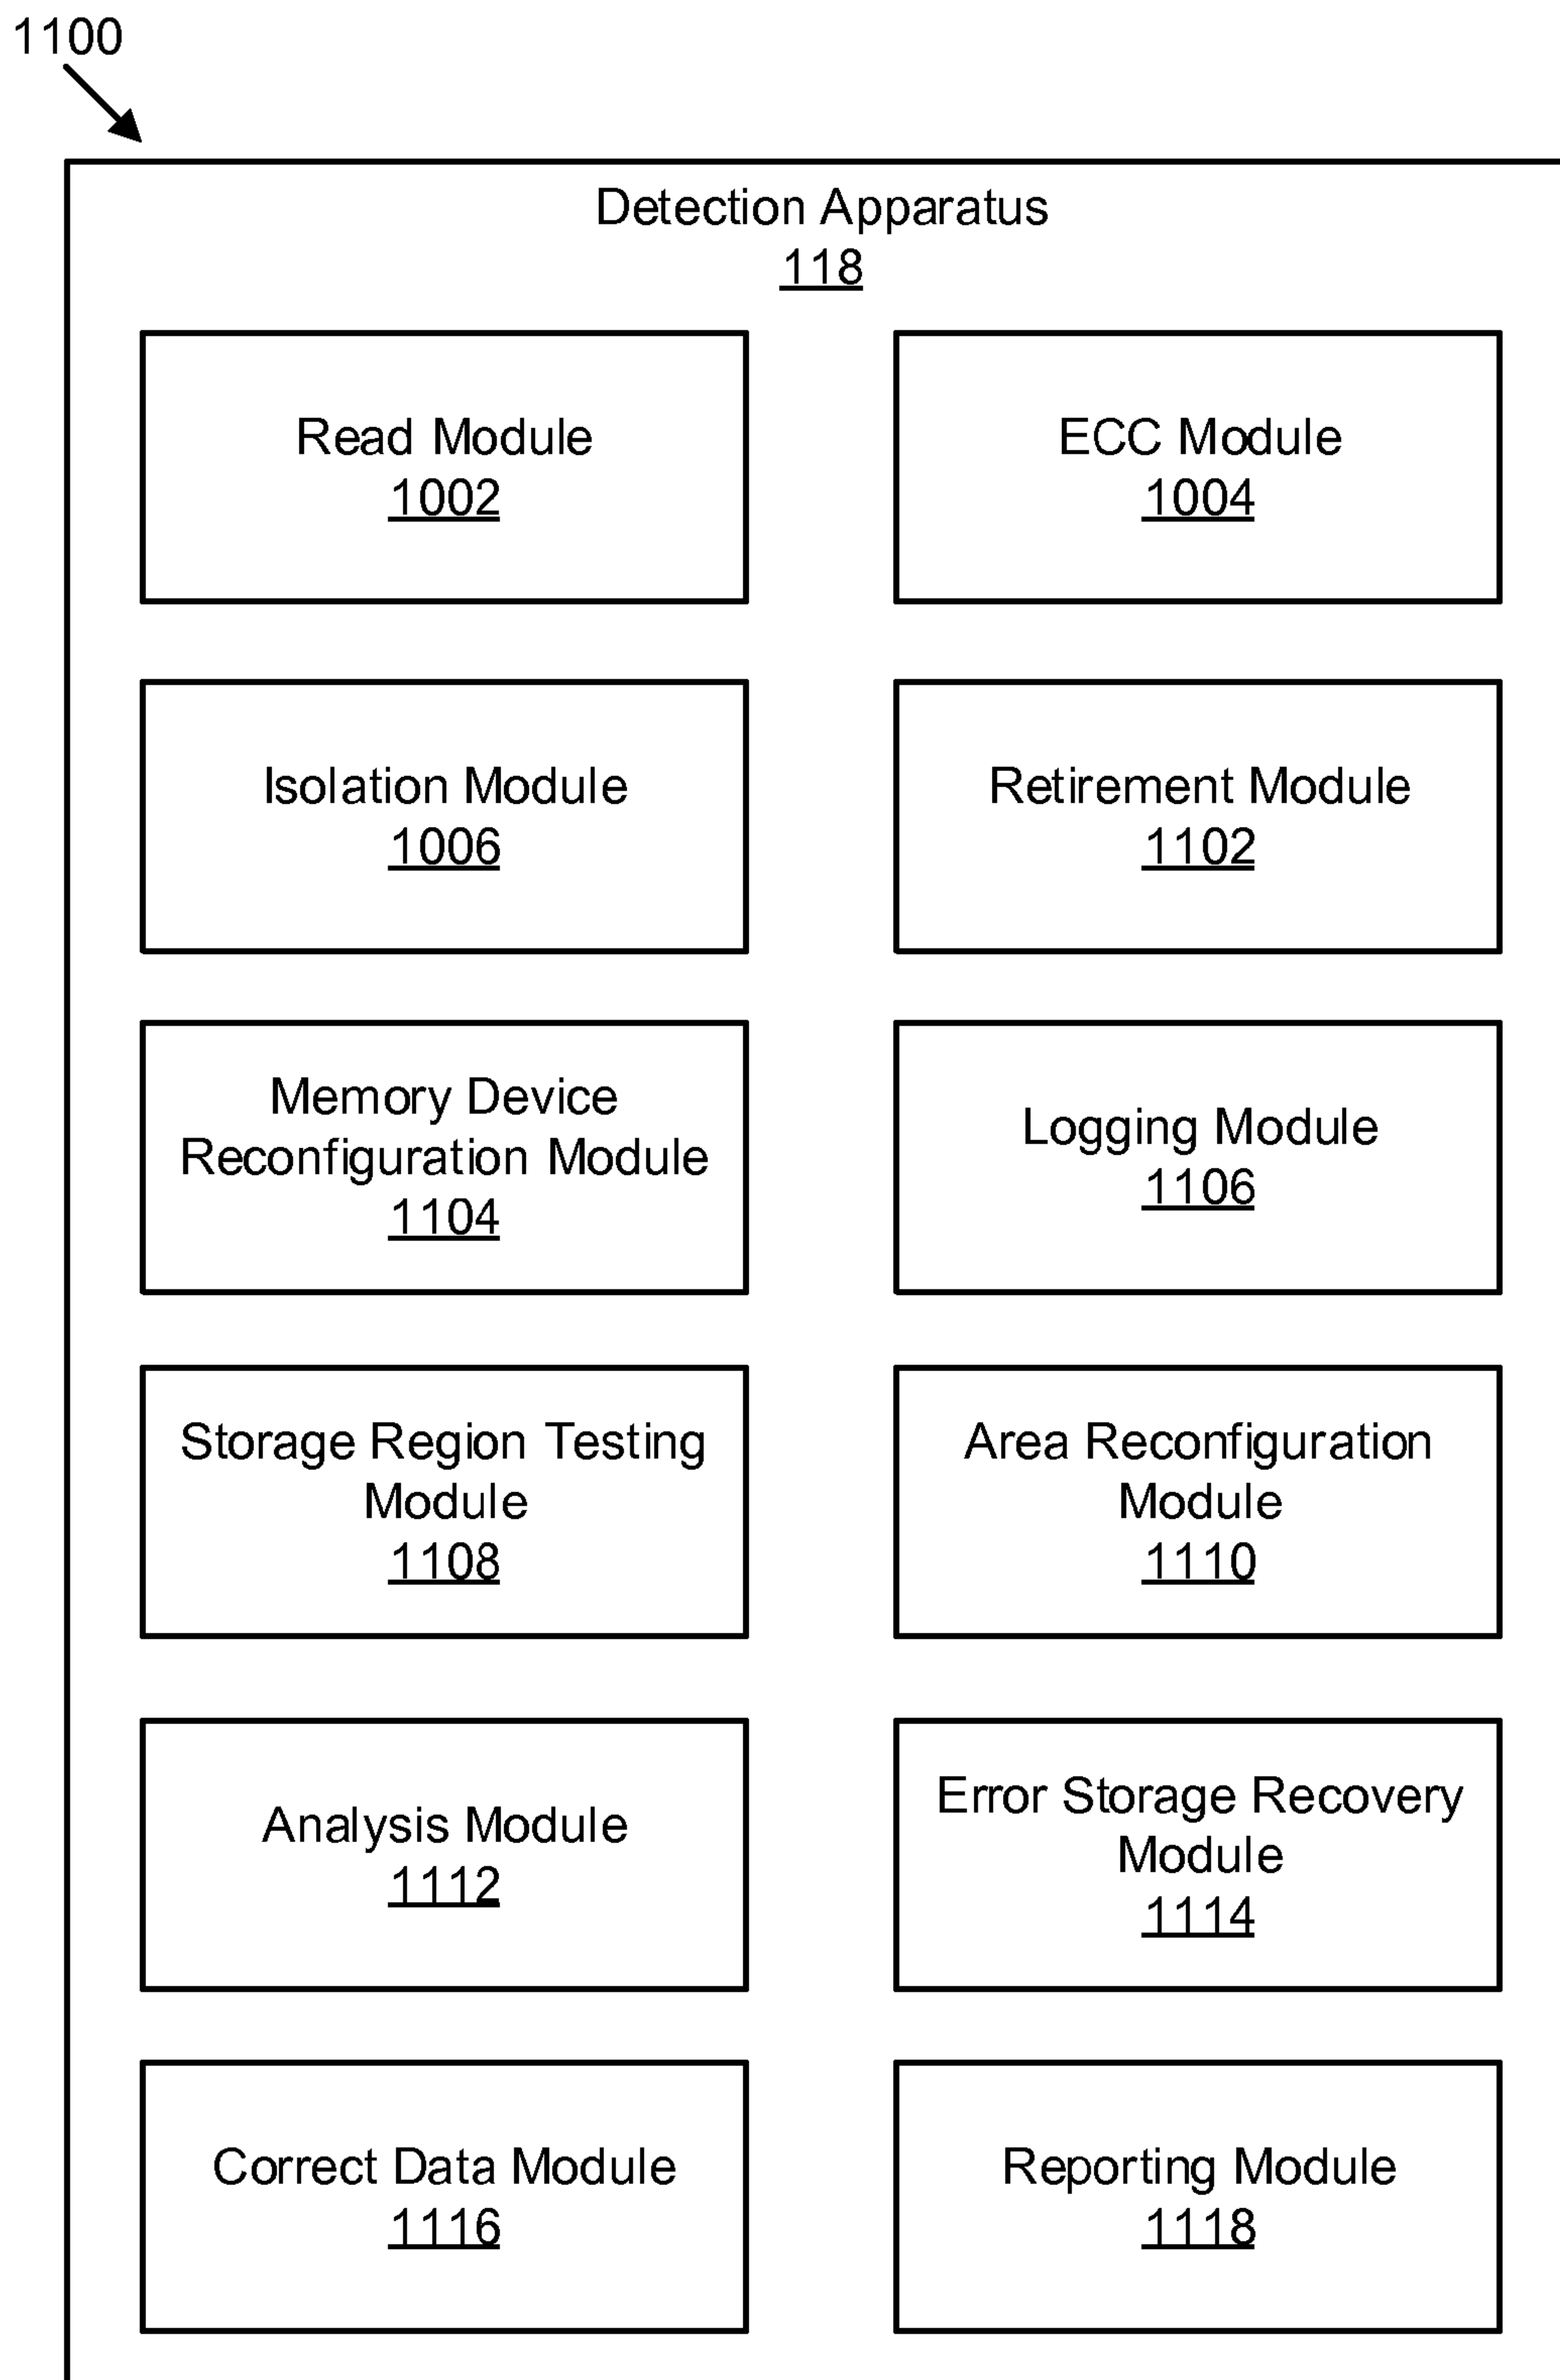 1100
Detection Apparatus
118
Read Module
1002
ECC Module
1004
Isolation Module
1006
Retirement Module
1102
Memory Device
Reconfiguration Module
1104
Logging Module
1106
Storage Region Testing
Module
1108
Area Reconfiguration
Module
1110
Analysis Module
1112
Error Storage Recovery
Module
1114
Correct Data Module
1116
Reporting Module
1118